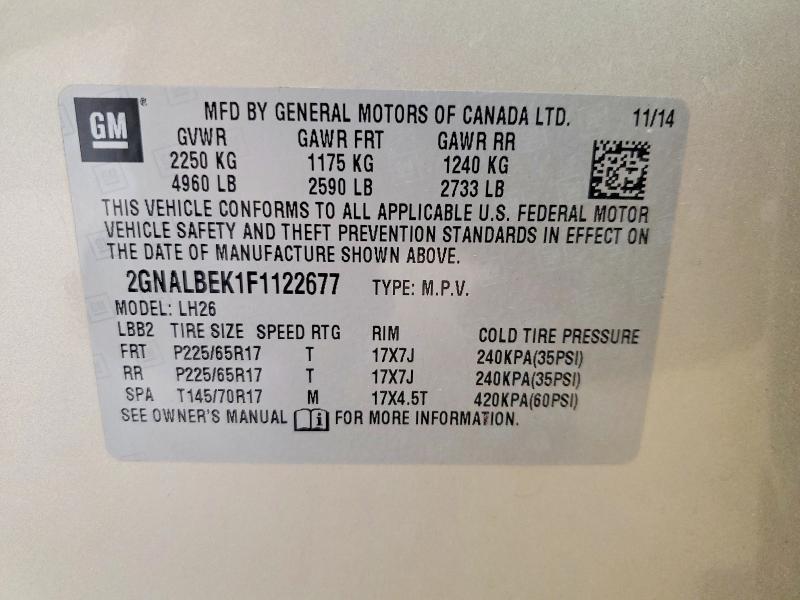 GM ® MFD BY GENERAL MOTORS OF CANADA LTD. 11/14
GVWR GAWR FRT GAWR RR
2250 KG 1175 KG 1240 KG
4960 LB 2590 LB 2733 LB
THIS VEHICLE CONFORMS TO ALL APPLICABLE U.S. FEDERAL MOTOR
VEHICLE SAFETY AND THEFT PREVENTION STANDARDS IN EFFECT ON
THE DATE OF MANUFACTURE SHOWN ABOVE.
2GNALBEK1F1122677 TYPE: M.P.V.
MODEL: LH26
LBB2 TIRE SIZE SPEED RTG RIM COLD TIRE PRESSURE
FRT P225/65R17 T 17X7J 240KPA(35PSI)
RR P225/65R17 T 17X7J 240KPA(35PSI)
SPA T145/70R17 M 17X4.5T 420KPA(60PSI)
SEE OWNER'S MANUAL i FOR MORE INFORMATION.